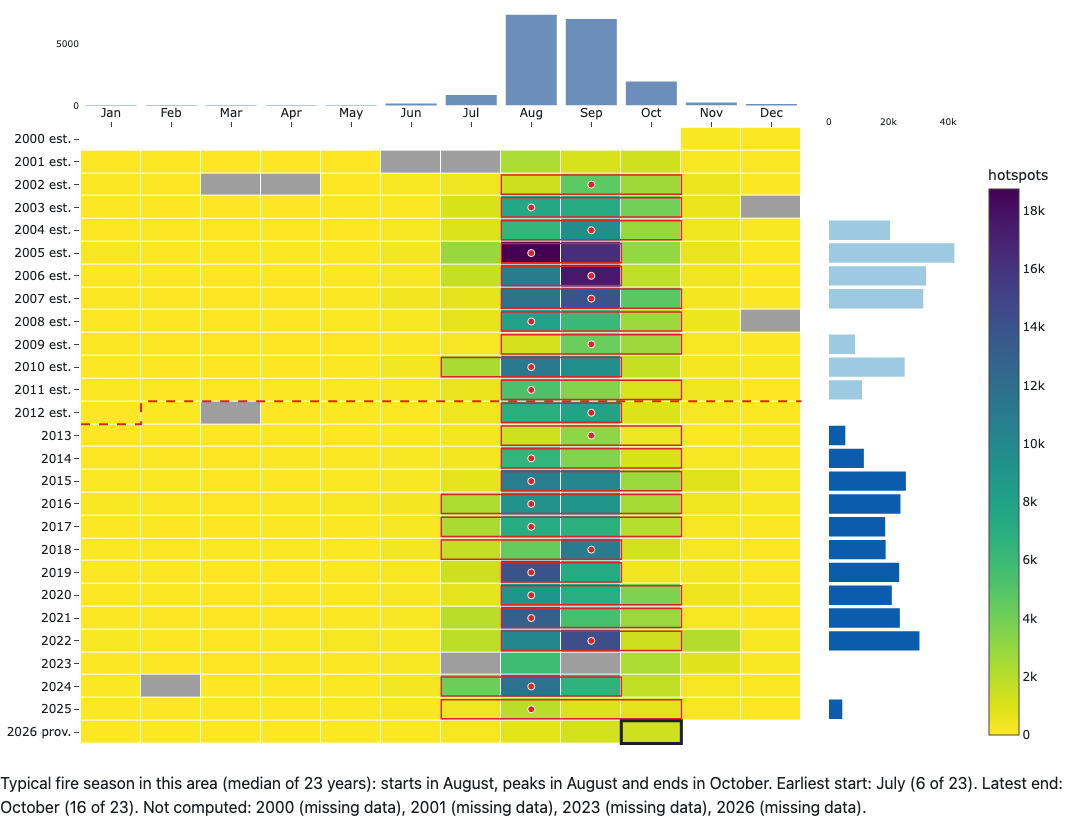 5000
0
Jan Feb Mar Apr May Jun Jul Aug Sep Oct Nov Dec
0 20k 40k
2000 est.
2001 est.
2002 est.
2003 est.
2004 est.
2005 est.
2006 est.
2007 est.
2008 est.
2009 est.
2010 est.
2011 est.
2012 est.
2013
2014
2015
2016
2017
2018
2019
2020
2021
2022
2023
2024
2025
2026 prov.
hotspots
18k
16k
14k
12k
10k
8k
6k
4k
2k
0
Typical fire season in this area (median of 23 years): starts in August, peaks in August and ends in October. Earliest start: July (6 of 23). Latest end:
October (16 of 23). Not computed: 2000 (missing data), 2001 (missing data), 2023 (missing data), 2026 (missing data).